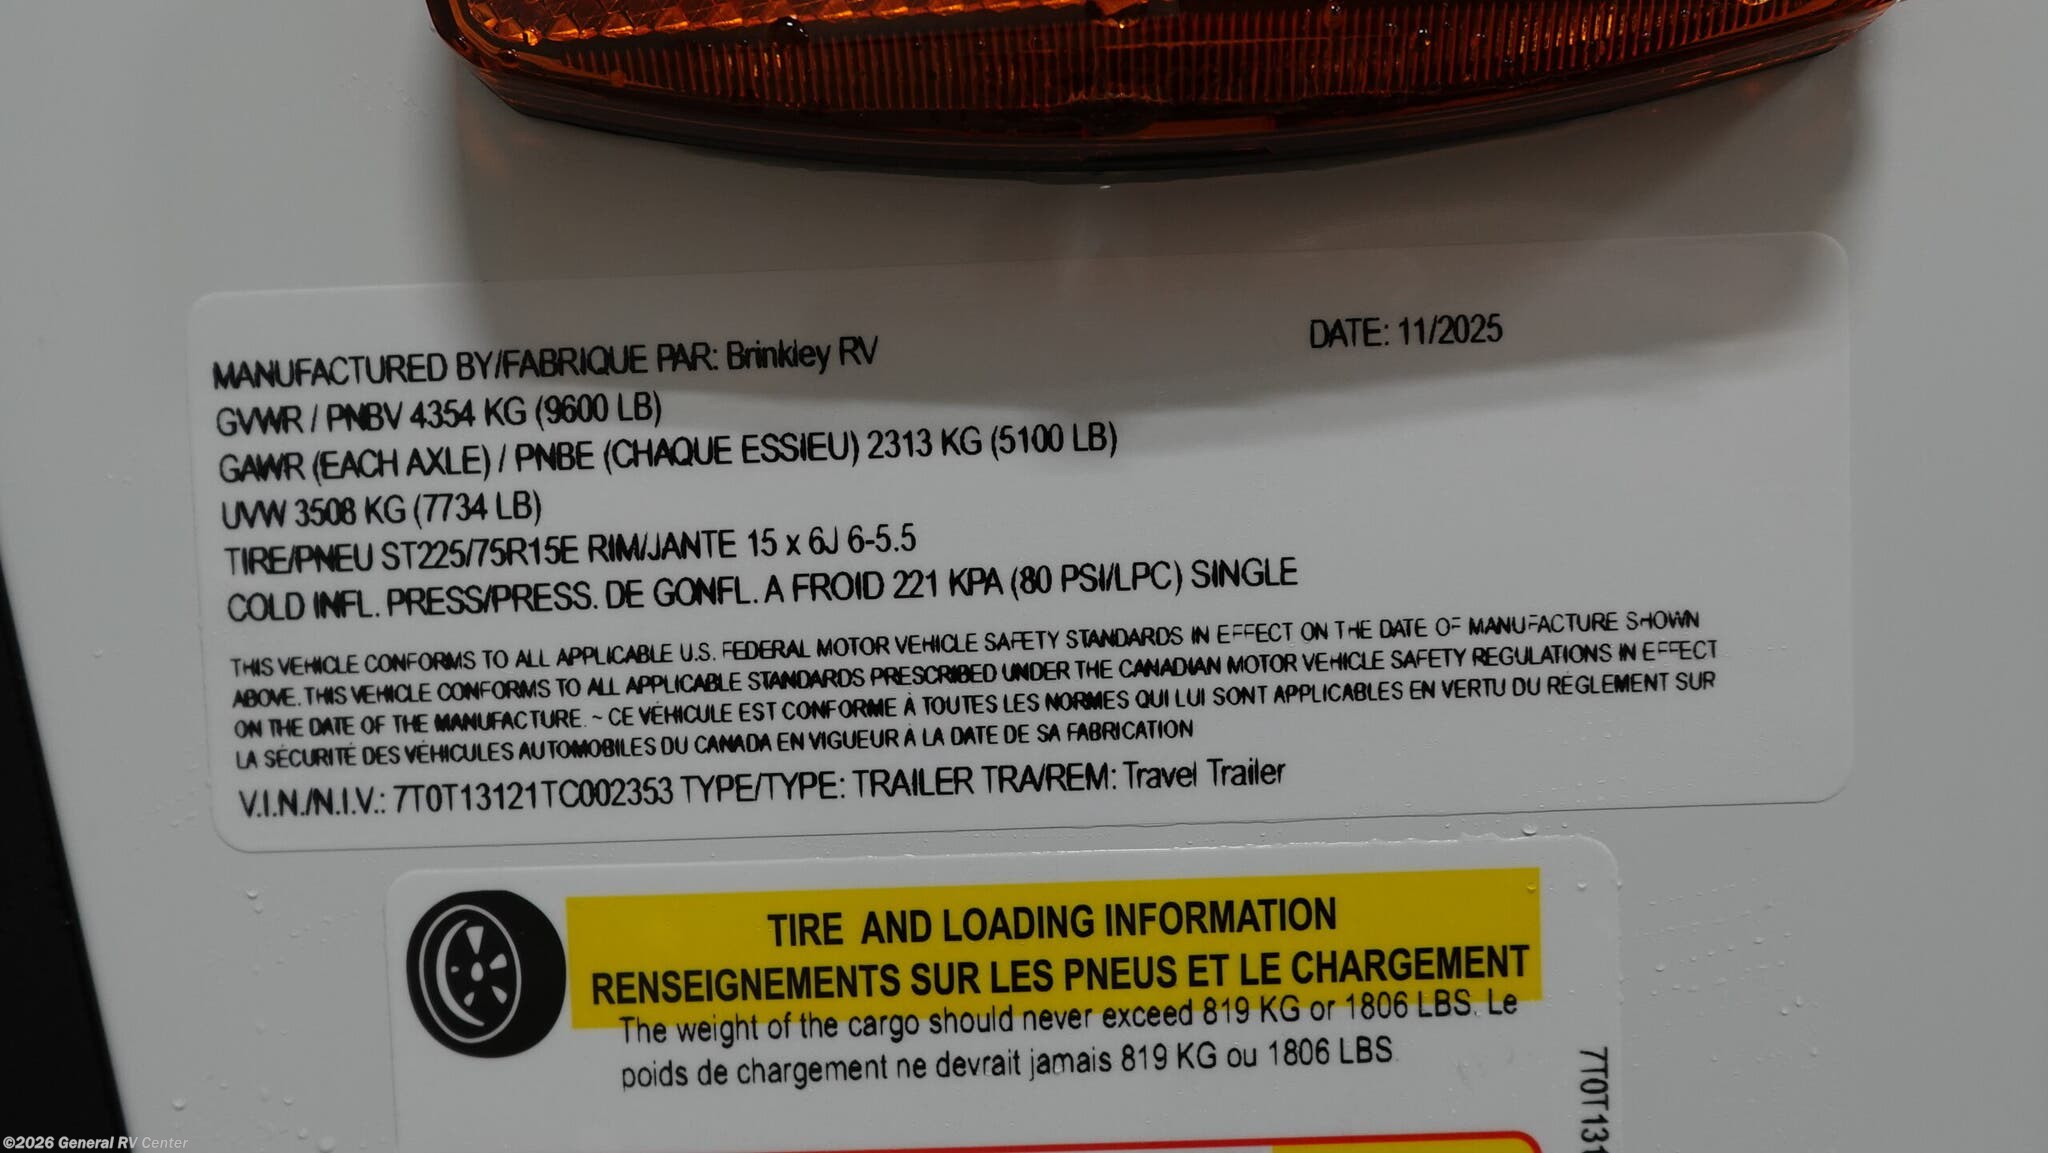 MANUFACTURED BY/FABRIQUE PAR: Brinkley RV DATE: 11/2025
GVWR / PNBV 4354 KG (9600 LB)
GAWR (EACH AXLE) / PNBE (CHAQUE ESSIEU) 2313 KG (5100 LB)
UVW 3508 KG (7734 LB)
TIRE/PNEU ST225/75R15E RIM/JANTE 15 x 6J 6-5.5
COLD INFL. PRESS/PRESS. DE GONFL. A FROID 221 KPA (80 PSI/LPC) SINGLE
THIS VEHICLE CONFORMS TO ALL APPLICABLE U.S. FEDERAL MOTOR VEHICLE SAFETY STANDARDS IN EFFECT ON THE DATE OF MANUFACTURE SHOWN
ABOVE. THIS VEHICLE CONFORMS TO ALL APPLICABLE STANDARDS PRESCRIBED UNDER THE CANADIAN MOTOR VEHICLE SAFETY REGULATIONS IN EFFECT
ON THE DATE OF THE MANUFACTURE. ~ CE VÉHICULE EST CONFORME À TOUTES LES NORMES QUI LUI SONT APPLICABLES EN VERTU DU RÈGLEMENT SUR
LA SÉCURITÉ DES VÉHICULES AUTOMOBILES DU CANADA EN VIGUEUR À LA DATE DE SA FABRICATION
V.I.N./N.I.V.: 7T0T13121TC002353 TYPE/TYPE: TRAILER TRA/REM: Travel Trailer
TIRE AND LOADING INFORMATION
RENSEIGNEMENTS SUR LES PNEUS ET LE CHARGEMENT
The weight of the cargo should never exceed 819 KG or 1806 LBS. Le
poids de chargement ne devrait jamais 819 KG ou 1806 LBS.
7T0T131
©2026 General RV Center